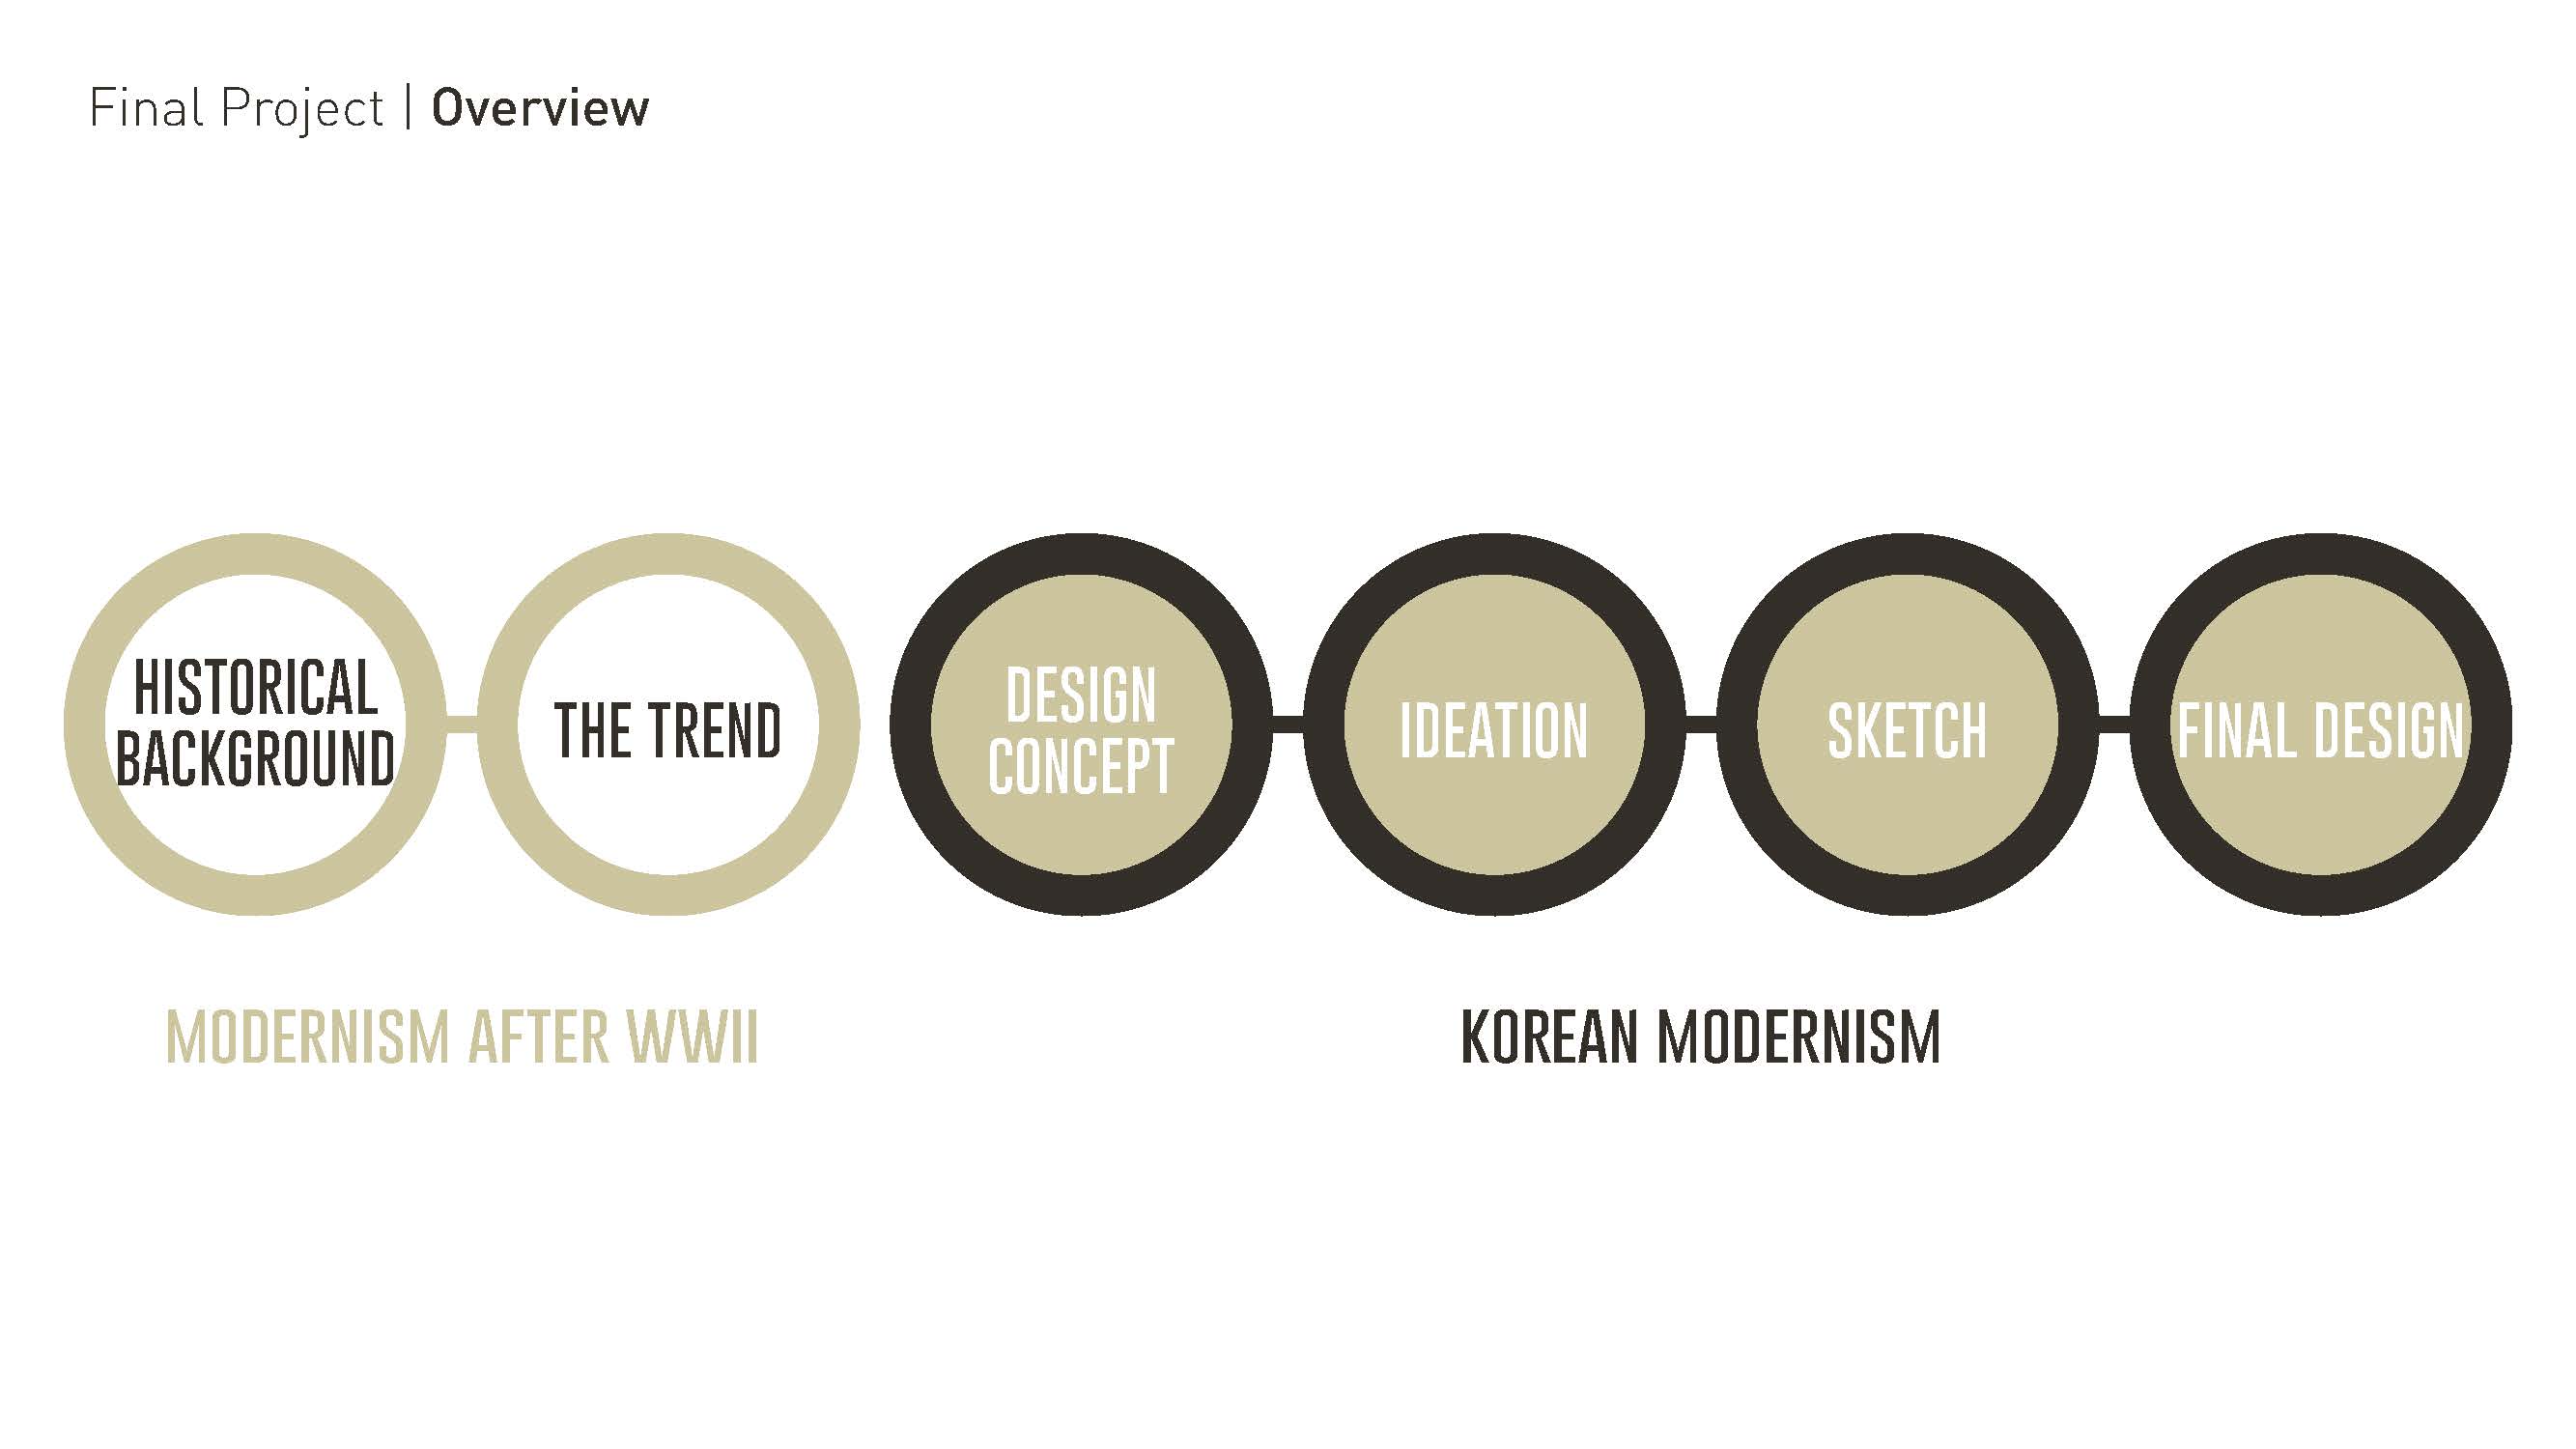 Final Project | Overview
HISTORICAL
BACKGROUND
THE TREND
DESIGN
CONCEPT
IDEATION
SKETCH
FINAL DESIGN
MODERNISM AFTER WWII
KOREAN MODERNISM